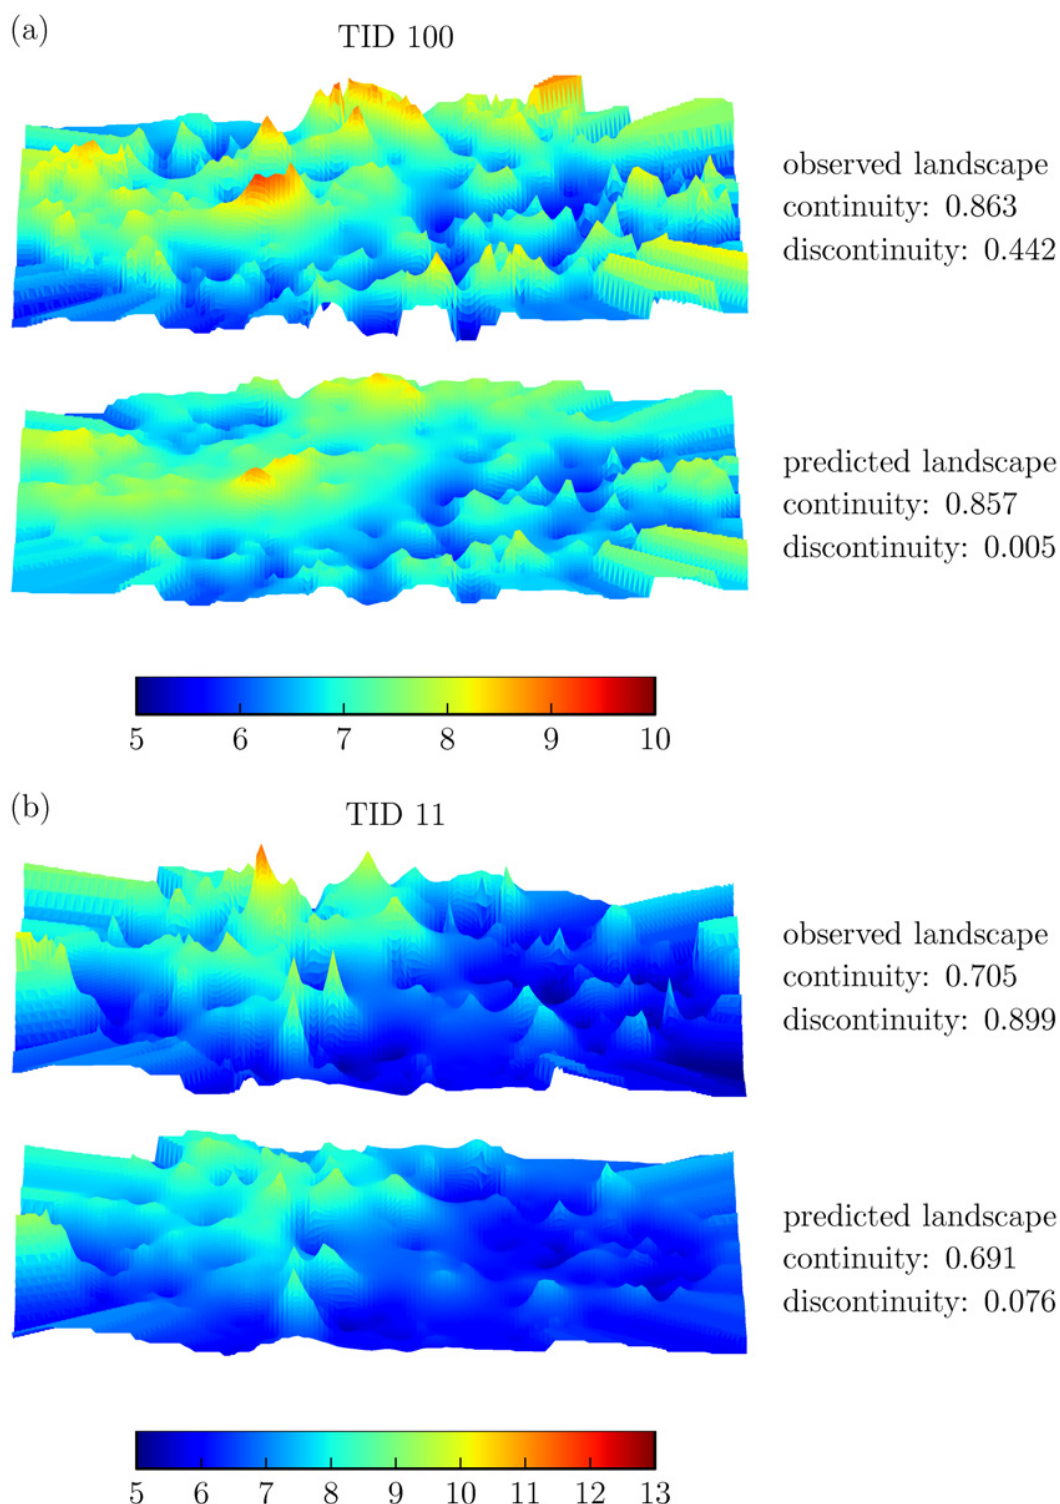 (a)
TID 100
observed landscape
continuity: 0.863
discontinuity: 0.442
predicted landscape
continuity: 0.857
discontinuity: 0.005
5 6 7 8 9 10
(b)
TID 11
observed landscape
continuity: 0.705
discontinuity: 0.899
predicted landscape
continuity: 0.691
discontinuity: 0.076
5 6 7 8 9 10 11 12 13